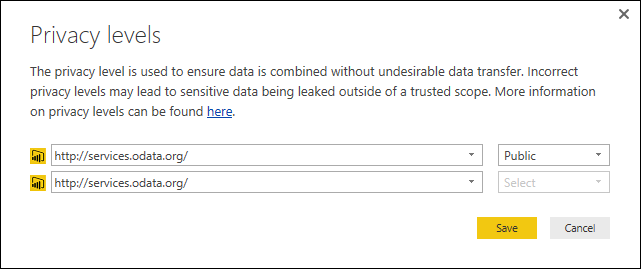 Privacy levels
The privacy level is used to ensure data is combined without undesirable data transfer. Incorrect
privacy levels may lead to sensitive data being leaked outside of a trusted scope. More information
on privacy levels can be found here.
http://services.odata.org/ Public
http://services.odata.org/ Select
Save Cancel